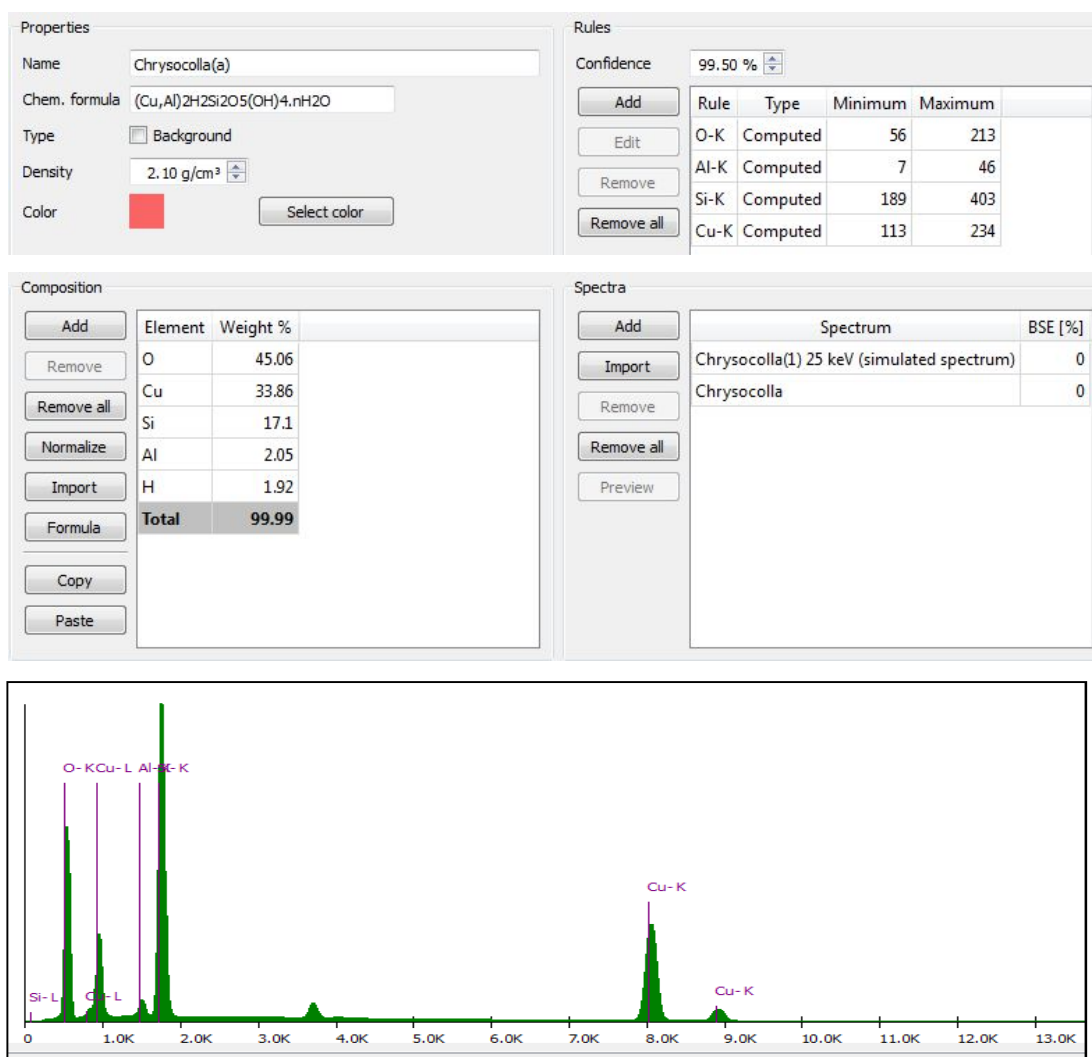 Properties
Name Chrysocolla(a)
Chem. formula (Cu,Al)2H2Si2O5(OH)4.nH2O
Type Background
Density 2.10 g/cm³
Color Select color
Rules
Confidence 99.50 %
Add
Edit
Remove
Remove all
Rule Type Minimum Maximum
O-K Computed 56 213
Al-K Computed 7 46
Si-K Computed 189 403
Cu-K Computed 113 234
Composition
Add
Remove
Remove all
Normalize
Import
Formula
Copy
Paste
Element Weight %
O 45.06
Cu 33.86
Si 17.1
Al 2.05
H 1.92
Total 99.99
Spectra
Add
Import
Remove
Remove all
Preview
Spectrum BSE [%]
Chrysocolla(1) 25 keV (simulated spectrum) 0
Chrysocolla 0
O-K Cu-L
Cu-K
Cu-K
Si-L
0 1.0K 2.0K 3.0K 4.0K 5.0K 6.0K 7.0K 8.0K 9.0K 10.0K 11.0K 12.0K 13.0K